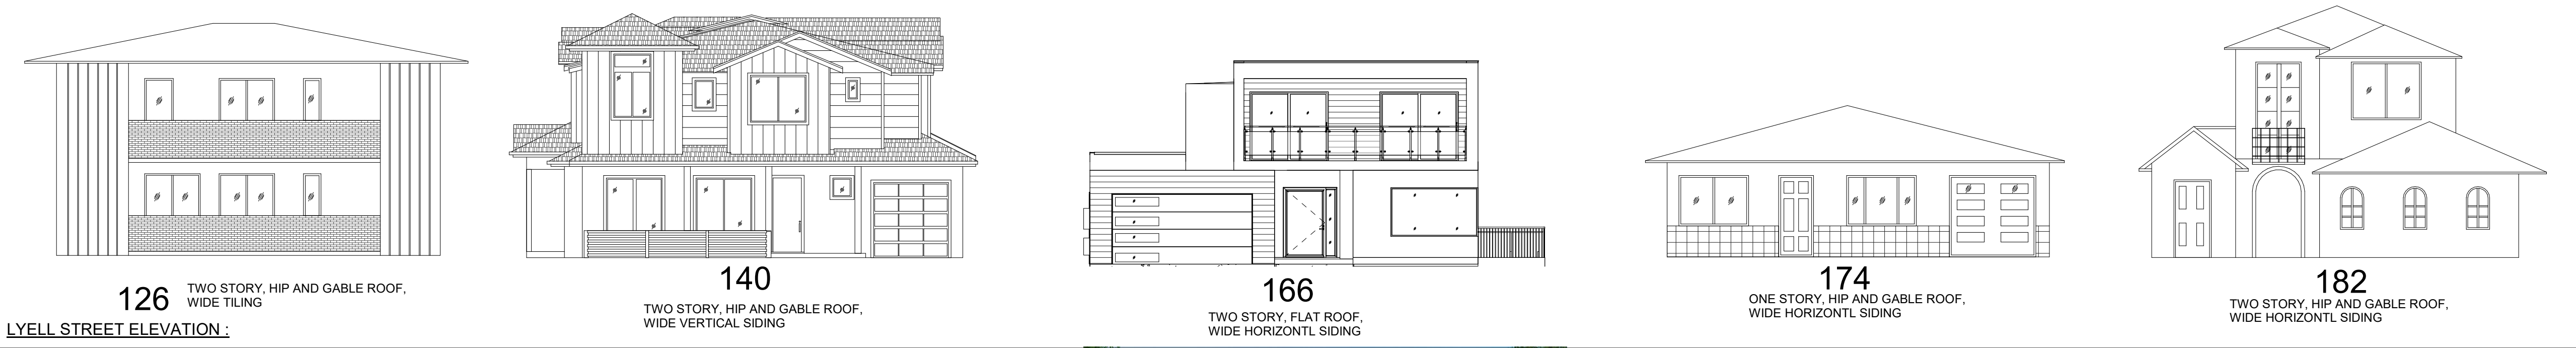 126
TWO STORY, HIP AND GABLE ROOF,
WIDE TILING
LYELL STREET ELEVATION :
140
TWO STORY, HIP AND GABLE ROOF,
WIDE VERTICAL SIDING
166
TWO STORY, FLAT ROOF,
WIDE HORIZONTL SIDING
174
ONE STORY, HIP AND GABLE ROOF,
WIDE HORIZONTL SIDING
182
TWO STORY, HIP AND GABLE ROOF,
WIDE HORIZONTL SIDING